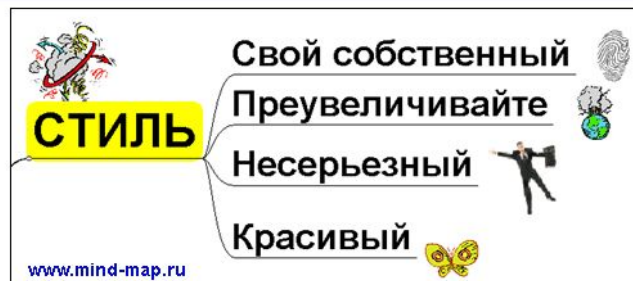 Свой собственный
Преувеличивайте
СТИЛЬ
Несерьезный
Красивый
www.mind-map.ru